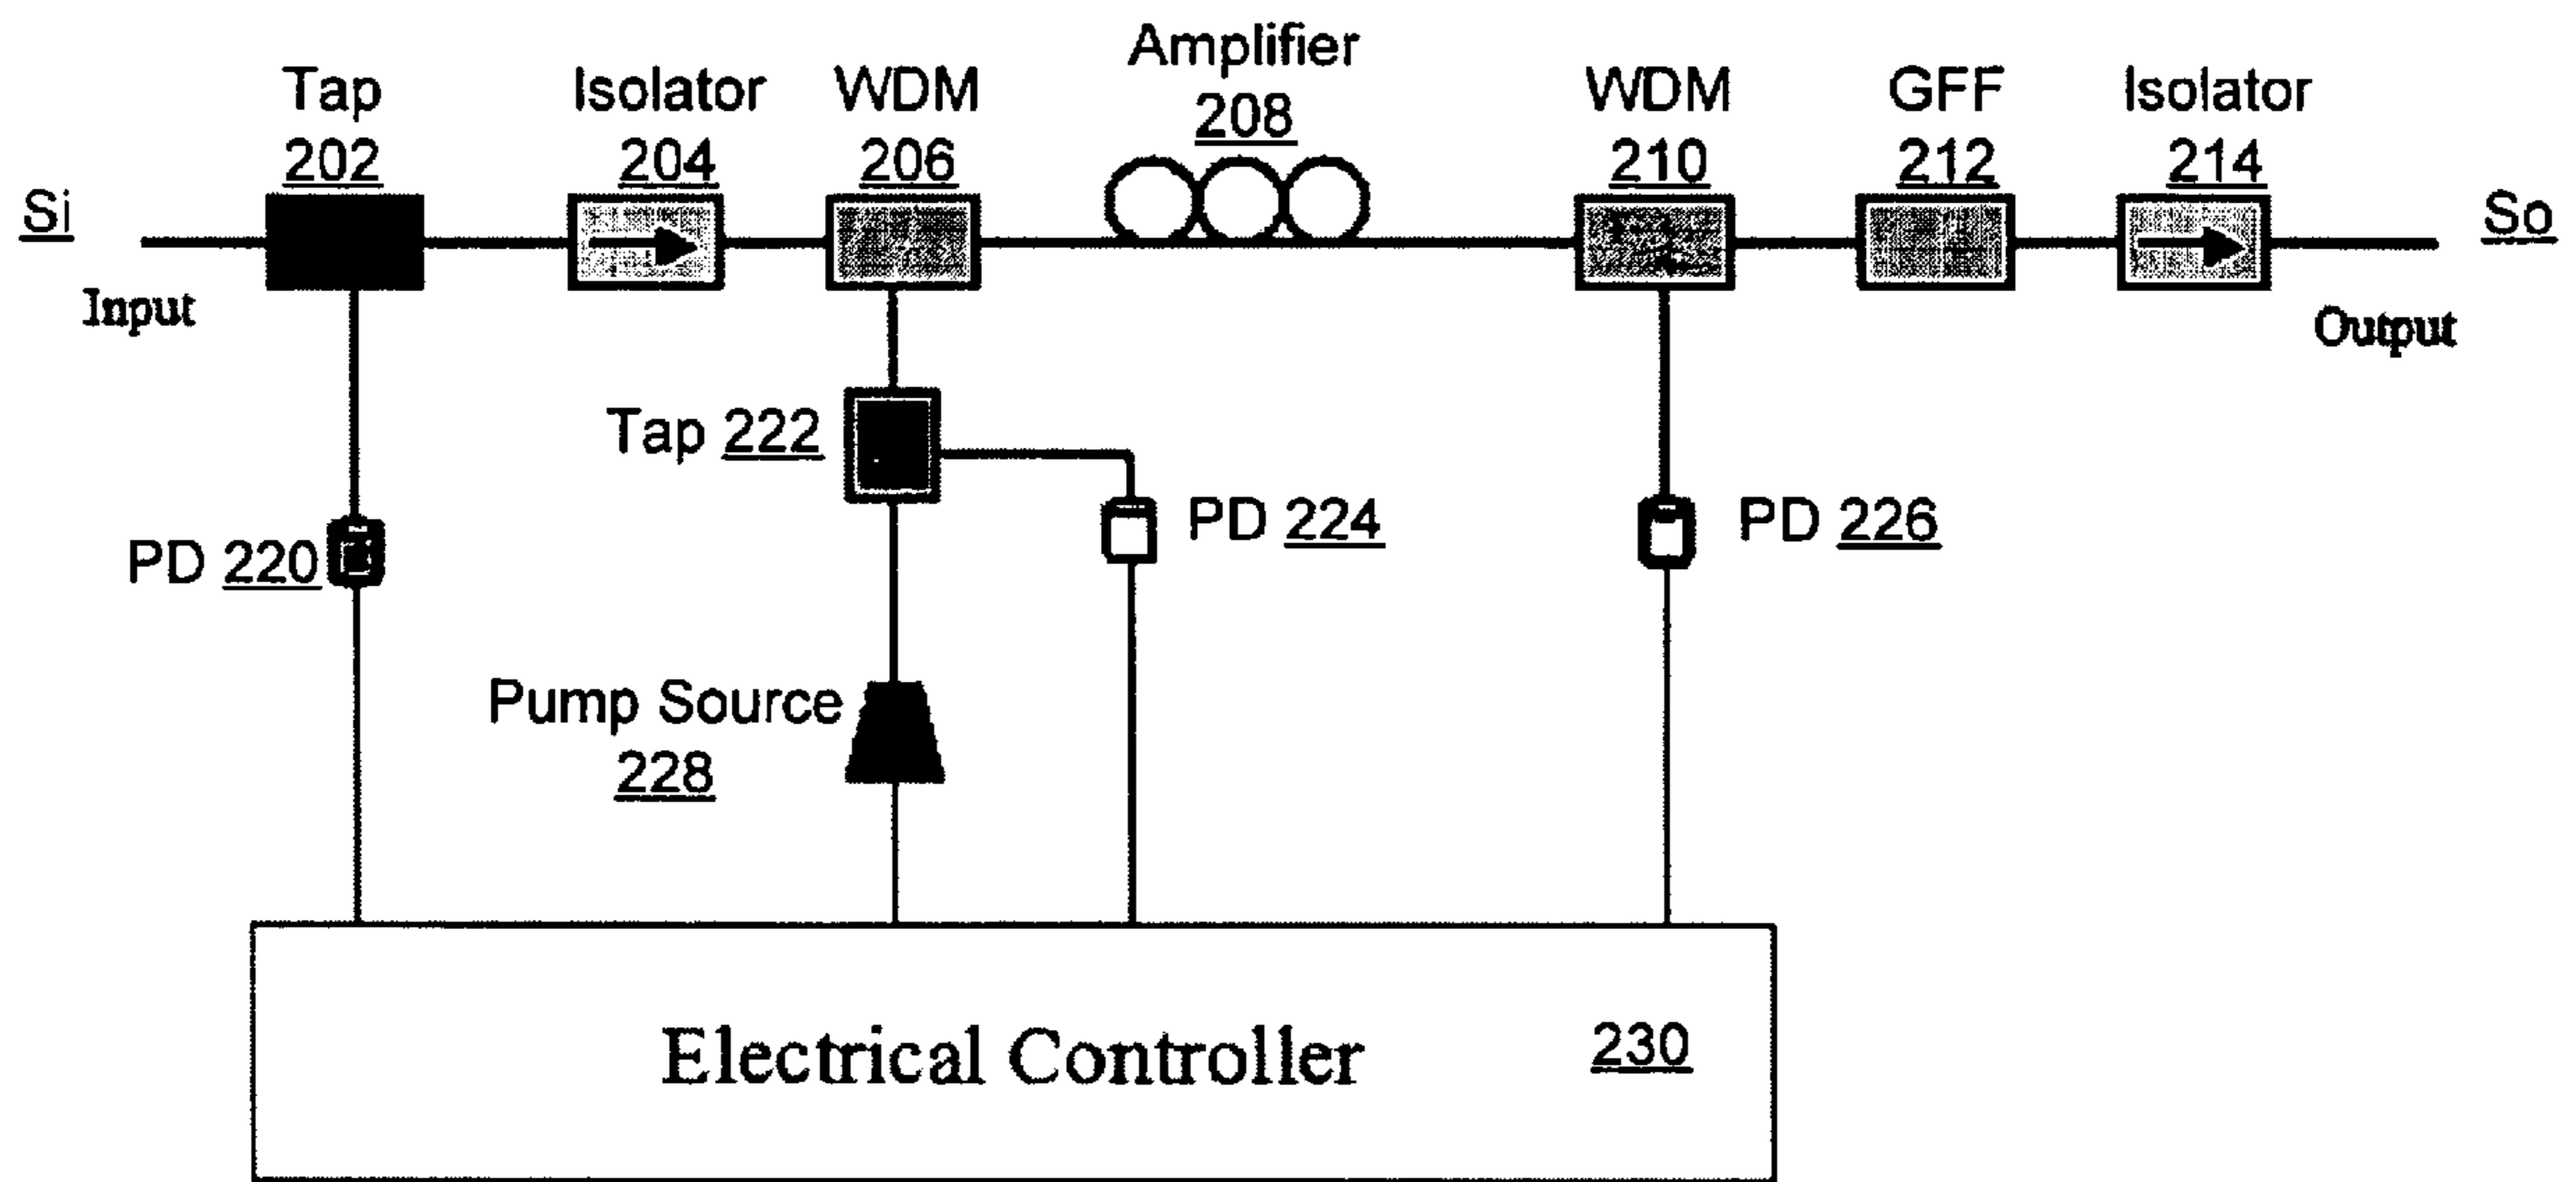 Amplifier
208
Tap
202
Isolator
204
WDM
206
WDM
210
GFF
212
Isolator
214
Si
So
Input
Output
Tap 222
PD 220
PD 224
PD 226
Pump Source
228
Electrical Controller 230